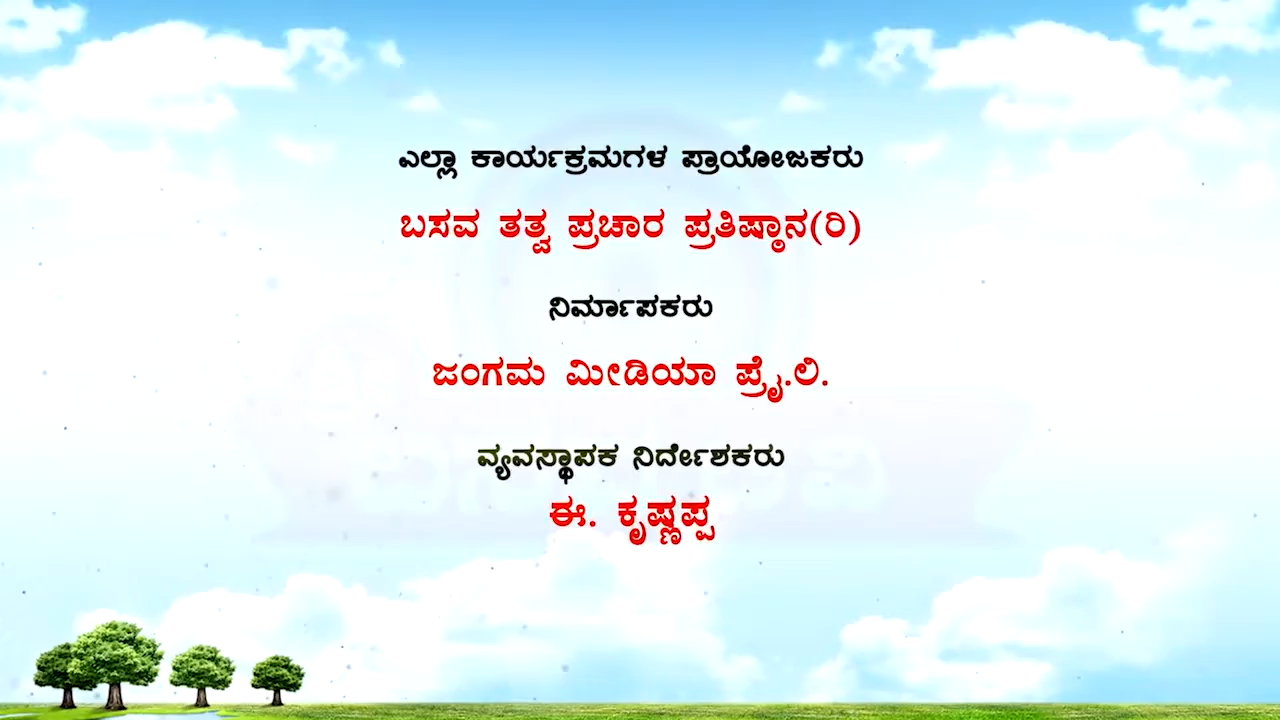 ಎಲ್ಲಾ ಕಾರ್ಯಕ್ರಮಗಳ ಪ್ರಾಯೋಜಕರು
ಬಸವ ತತ್ವ ಪ್ರಚಾರ ಪ್ರತಿಷ್ಠಾನ(ರಿ)
ನಿರ್ಮಾಪಕರು
ಜಂಗಮ ಮೀಡಿಯಾ ಪ್ರೈ.ಲಿ.
ವ್ಯವಸ್ಥಾಪಕ ನಿರ್ದೇಶಕರು
ಈ. ಕೃಷ್ಣಪ್ಪ